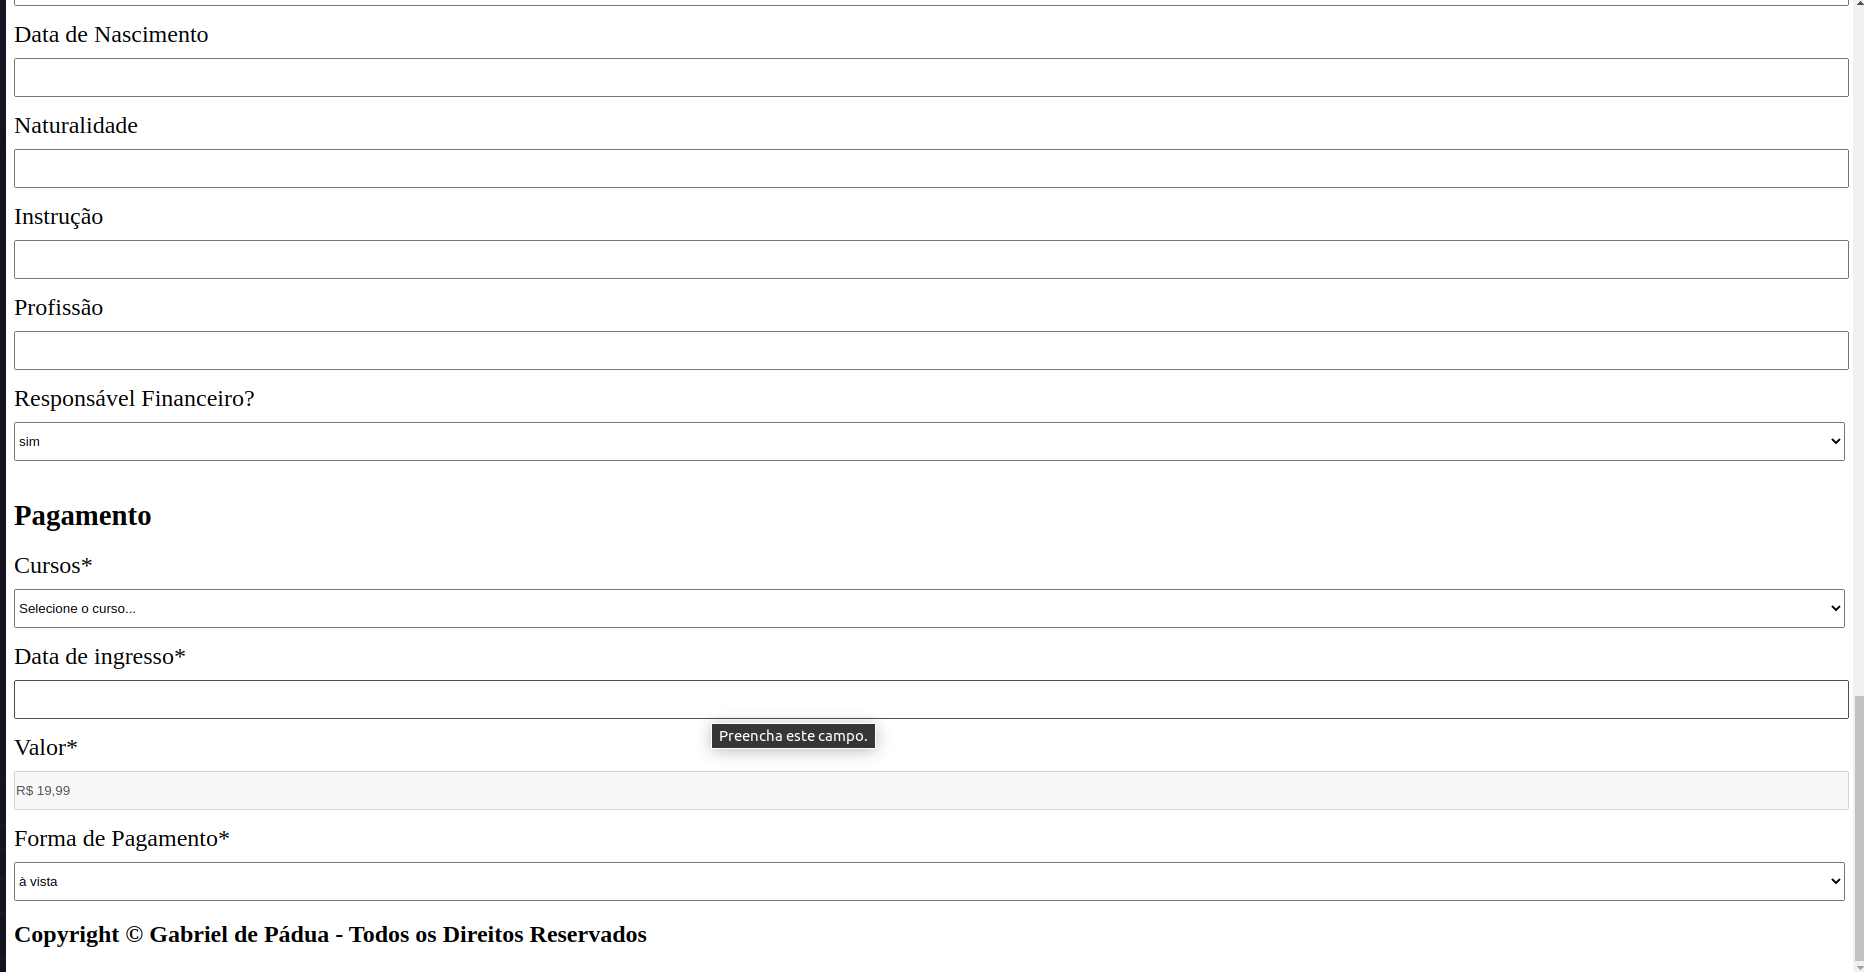 Data de Nascimento
Naturalidade
Instrução
Profissão
Responsável Financeiro?
sim
Pagamento
Cursos*
Selecione o curso...
Data de ingresso*
Preencha este campo.
Valor*
R$ 19,99
Forma de Pagamento*
à vista
Copyright © Gabriel de Pádua - Todos os Direitos Reservados